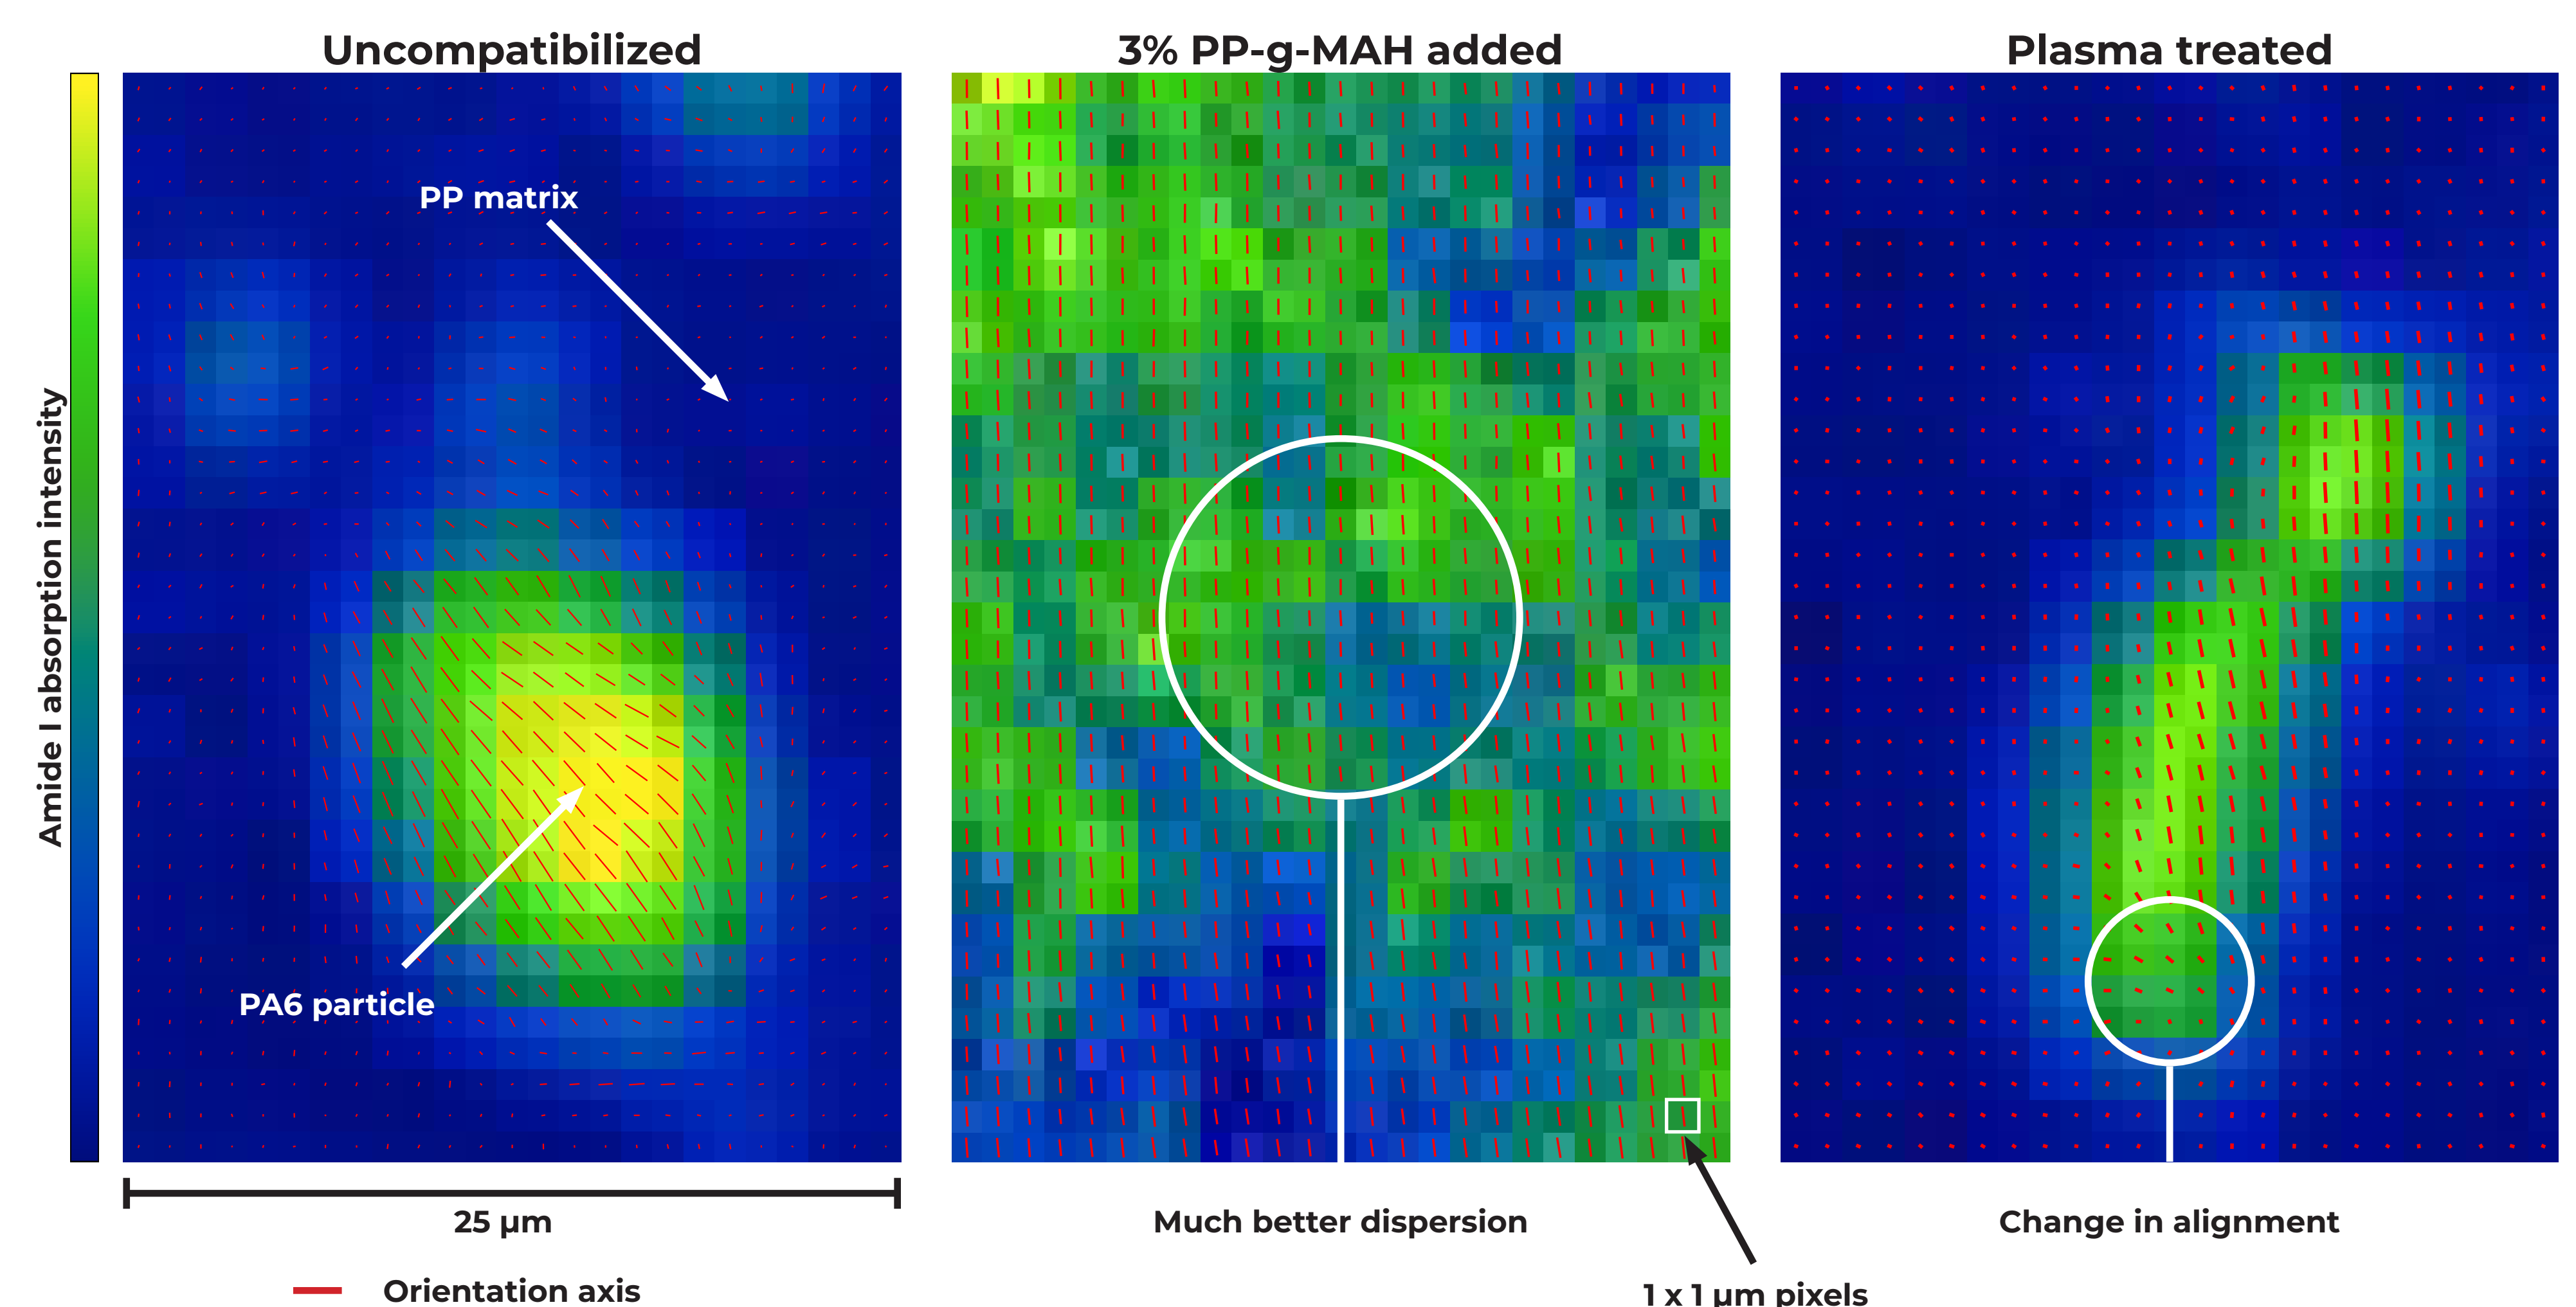 Uncompatibilized
3% PP-g-MAH added
Plasma treated
Amide I absorption intensity
PP matrix
PA6 particle
25 µm
Much better dispersion
Change in alignment
Orientation axis
1 x 1 µm pixels